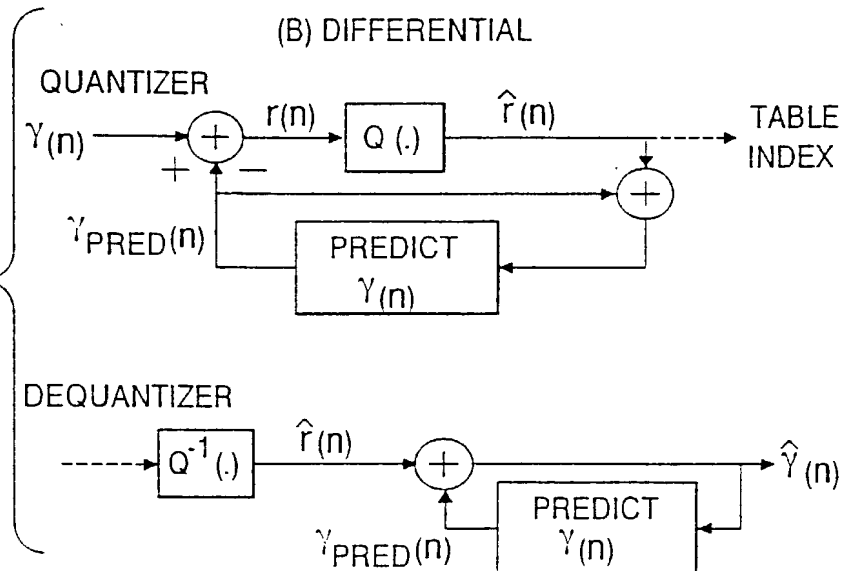 (B) DIFFERENTIAL
QUANTIZER
γ(n) + + − r(n) Q (.) r̂(n) TABLE
INDEX
+
γPRED(n)
PREDICT
γ(n)
DEQUANTIZER
Q⁻¹ (.) r̂(n) + γ̂(n)
γPRED(n)
PREDICT
γ(n)